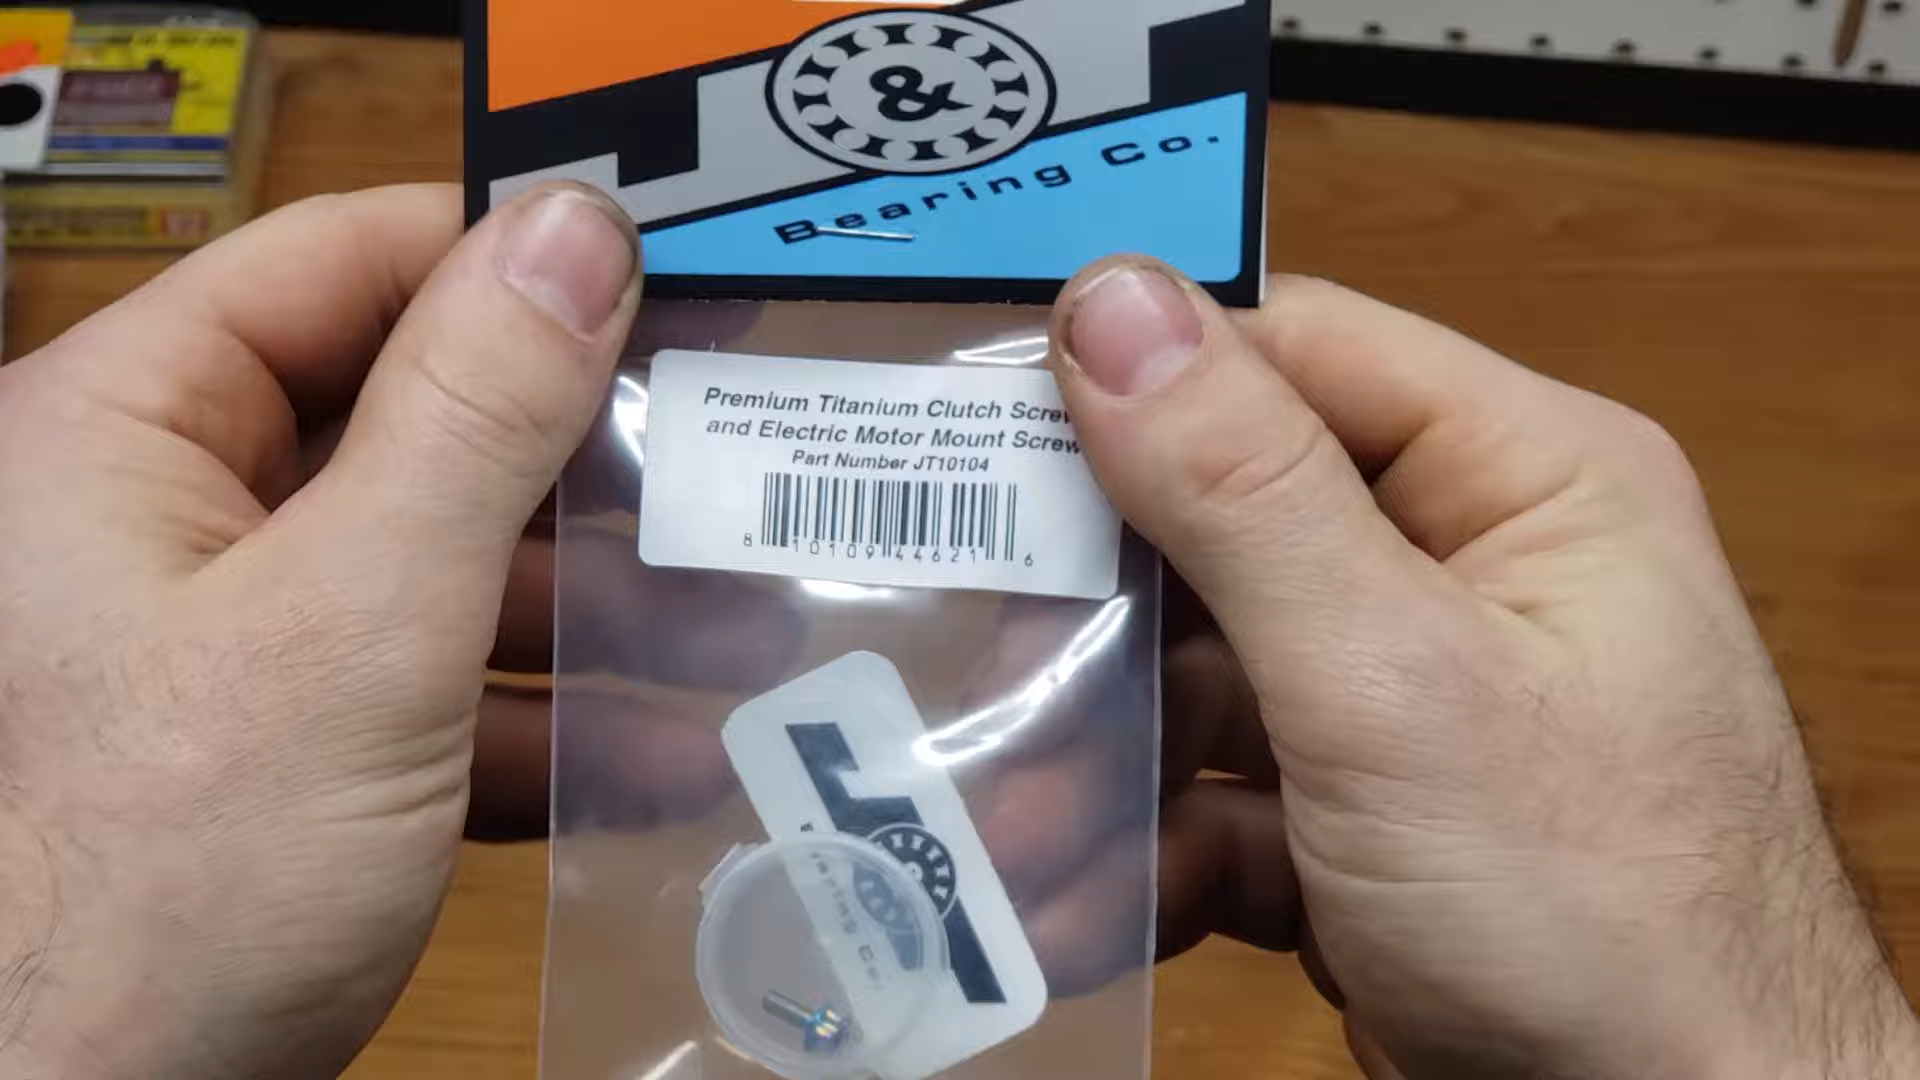 J&T
Bearing Co.
Premium Titanium Clutch Screw
and Electric Motor Mount Screw
Part Number JT10104
8 10109 44621 6
J